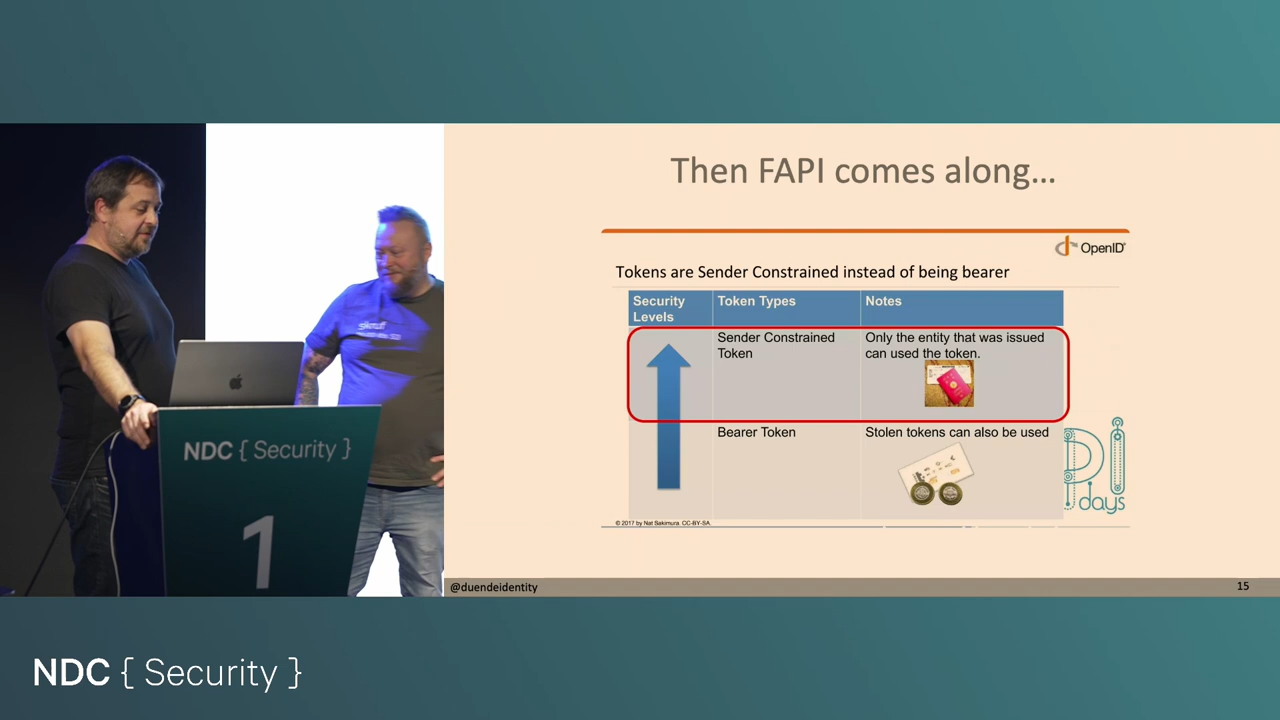 Then FAPI comes along...
OpenID
Tokens are Sender Constrained instead of being bearer
Security Levels
Token Types
Notes
Sender Constrained Token
Only the entity that was issued can used the token.
Bearer Token
Stolen tokens can also be used
PI
days
© 2017 by Nat Sakimura. CC-BY-SA.
@duendeidentity
15
NDC { Security }
1
NDC { Security }